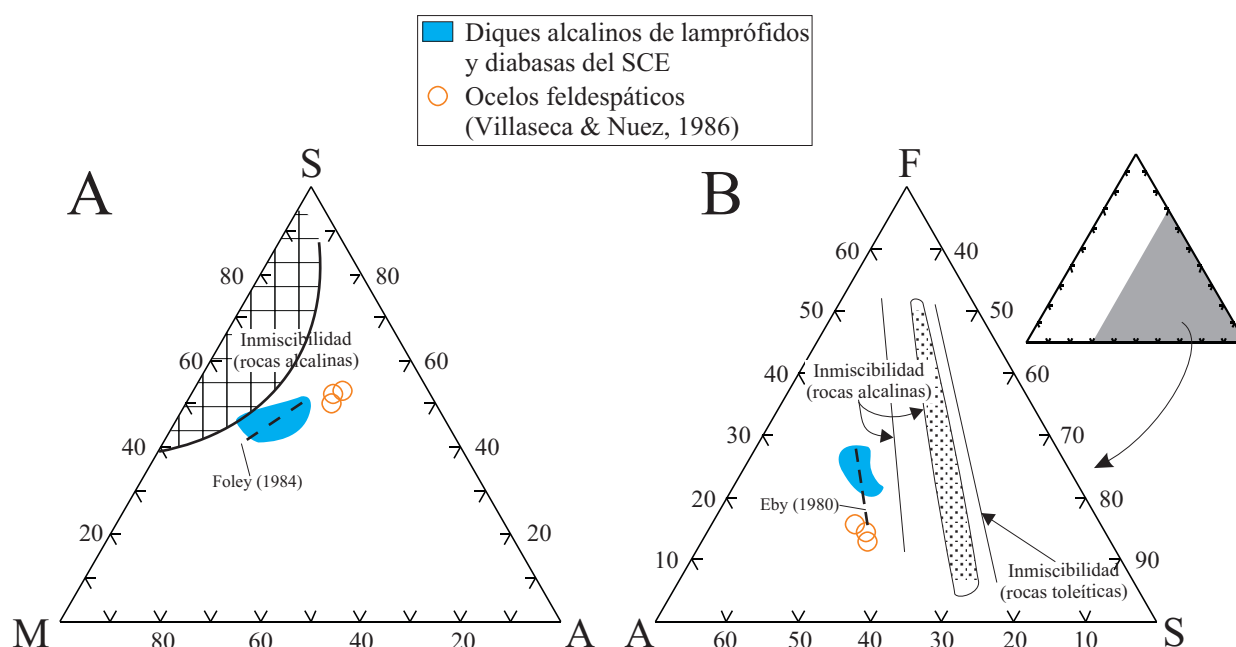 Diques alcalinos de lamprófidos
y diabasas del SCE
Ocelos feldespáticos
(Villaseca & Nuez, 1986)
A
S
80
80
Inmiscibilidad
(rocas alcalinas)
60
60
40
40
Foley (1984)
20
20
M
80
60
40
20
A
B
F
60
40
50
50
40
60
Inmiscibilidad
(rocas alcalinas)
30
70
20
80
Eby (1980)
10
90
Inmiscibilidad
(rocas toleíticas)
A
60
50
40
30
20
10
S